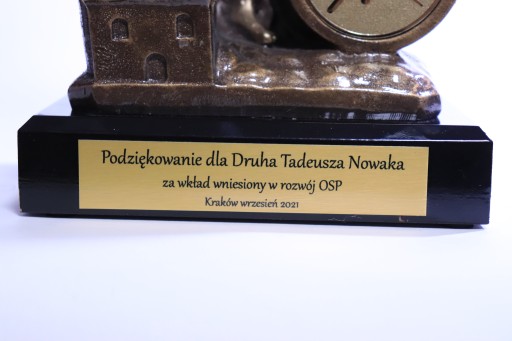 Podziękowanie dla Druha Tadeusza Nowaka
za wkład wniesiony w rozwój OSP
Kraków wrzesień 2021